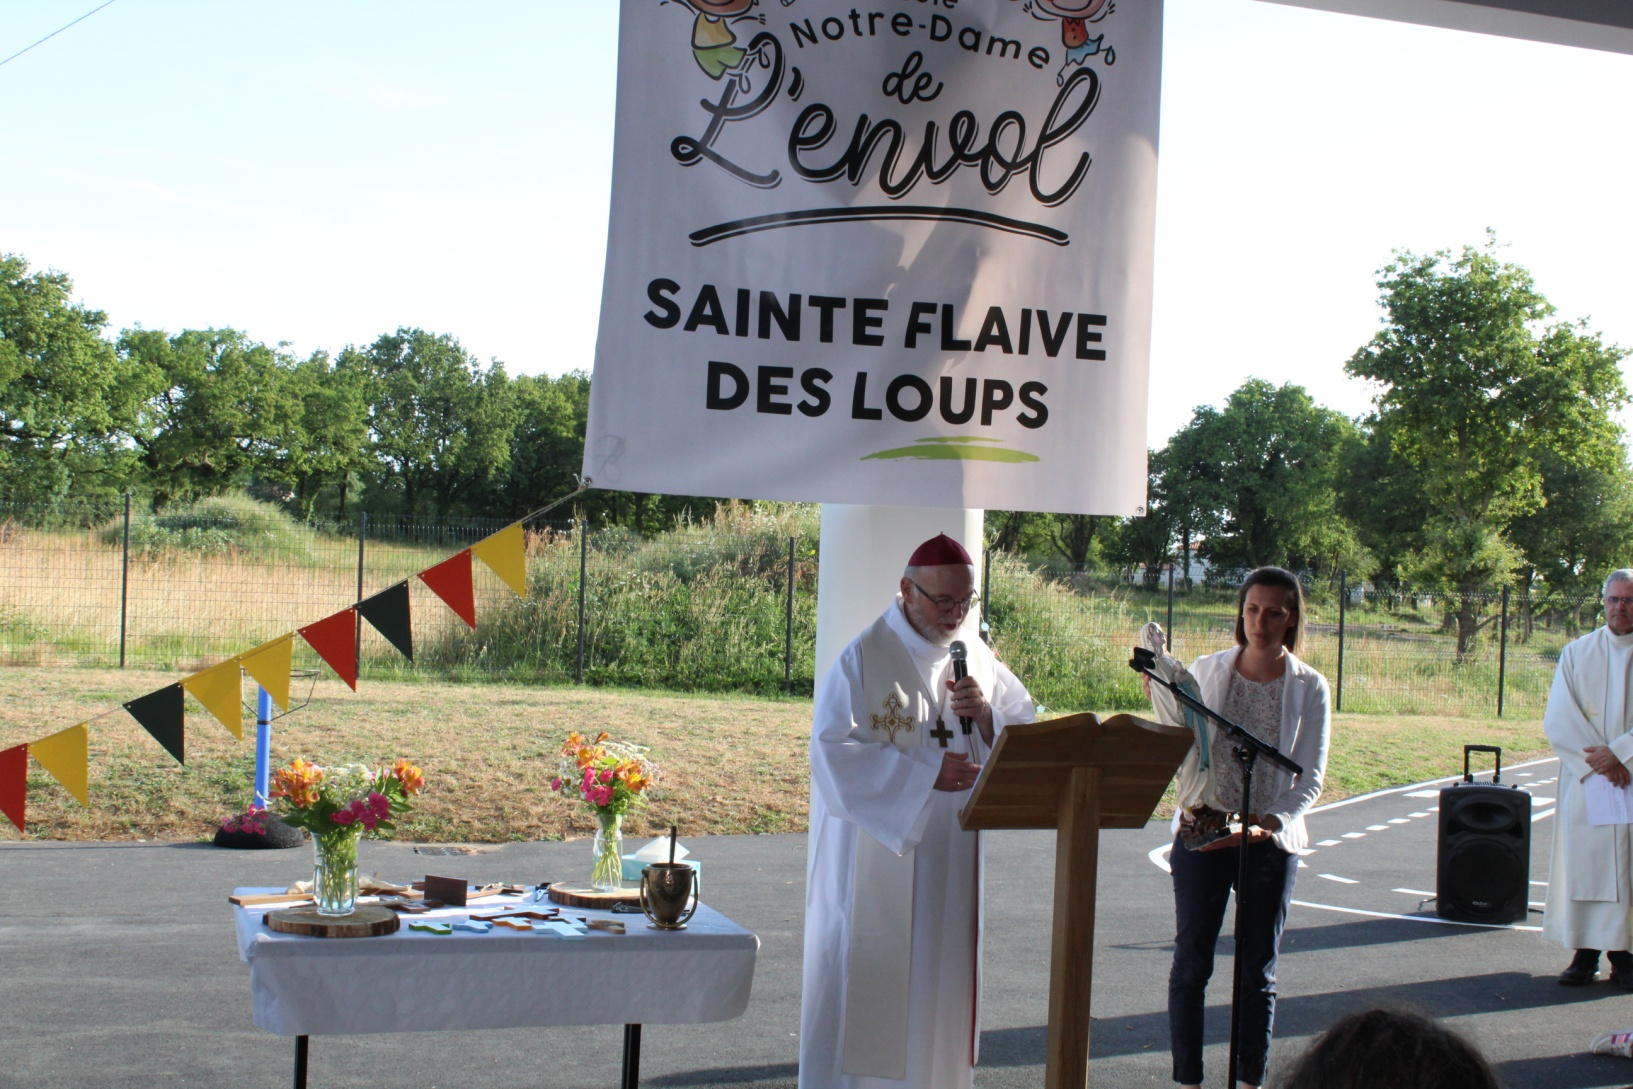 Notre-Dame
de
L'envol
SAINTE FLAIVE
DES LOUPS